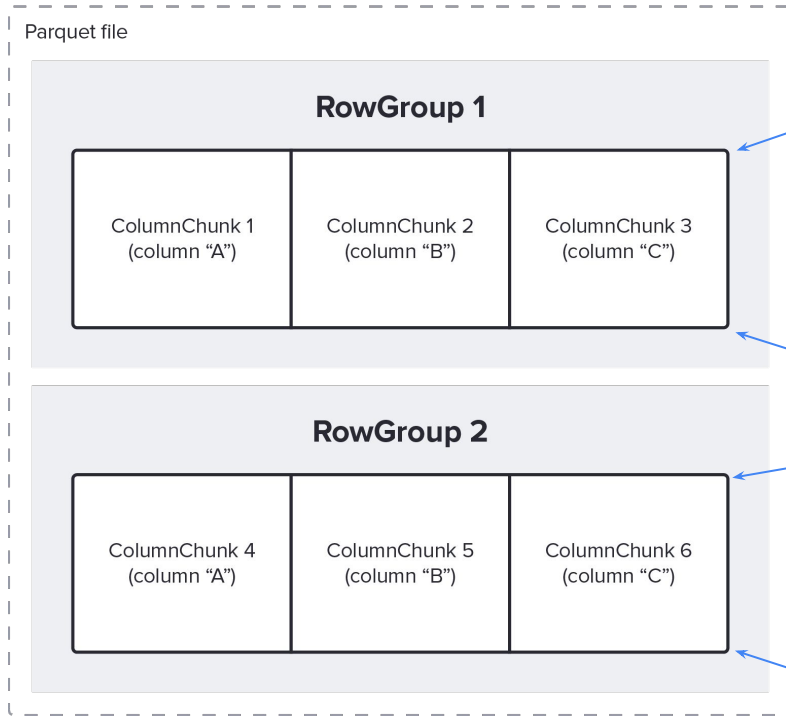 Parquet file
RowGroup 1
ColumnChunk 1
(column “A”)
ColumnChunk 2
(column “B”)
ColumnChunk 3
(column “C”)
RowGroup 2
ColumnChunk 4
(column “A”)
ColumnChunk 5
(column “B”)
ColumnChunk 6
(column “C”)